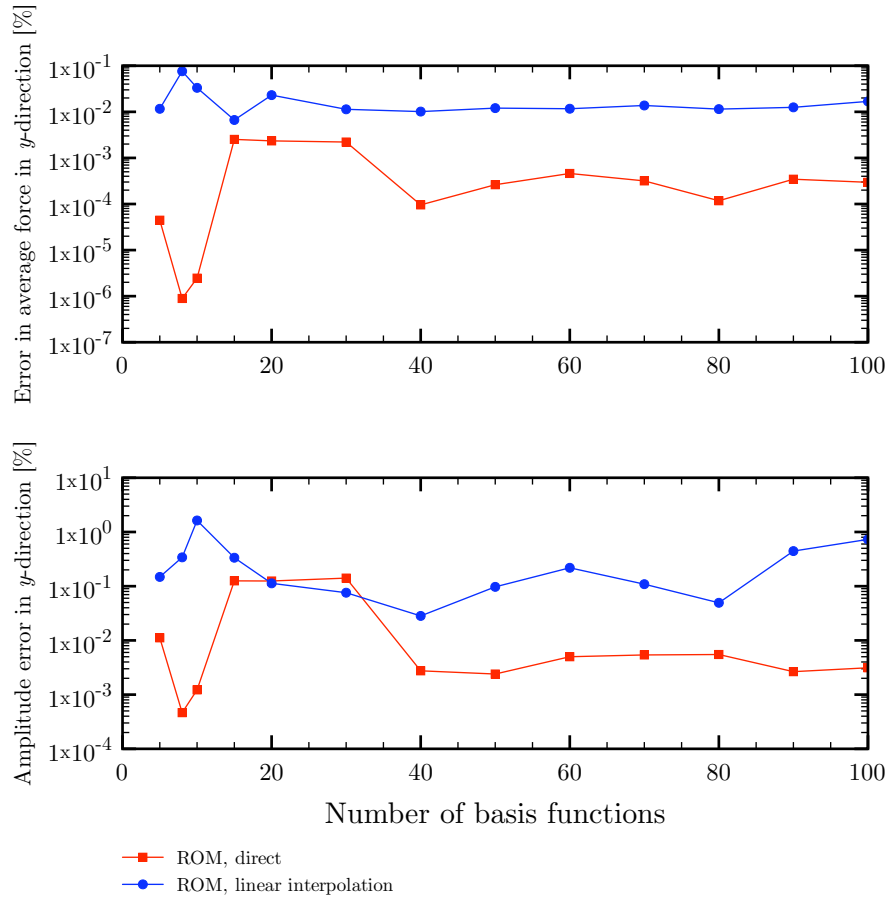 Error in average force in y-direction [%]
1x10^-1
1x10^-2
1x10^-3
1x10^-4
1x10^-5
1x10^-6
1x10^-7
0 20 40 60 80 100
Amplitude error in y-direction [%]
1x10^1
1x10^0
1x10^-1
1x10^-2
1x10^-3
1x10^-4
0 20 40 60 80 100
Number of basis functions
ROM, direct
ROM, linear interpolation